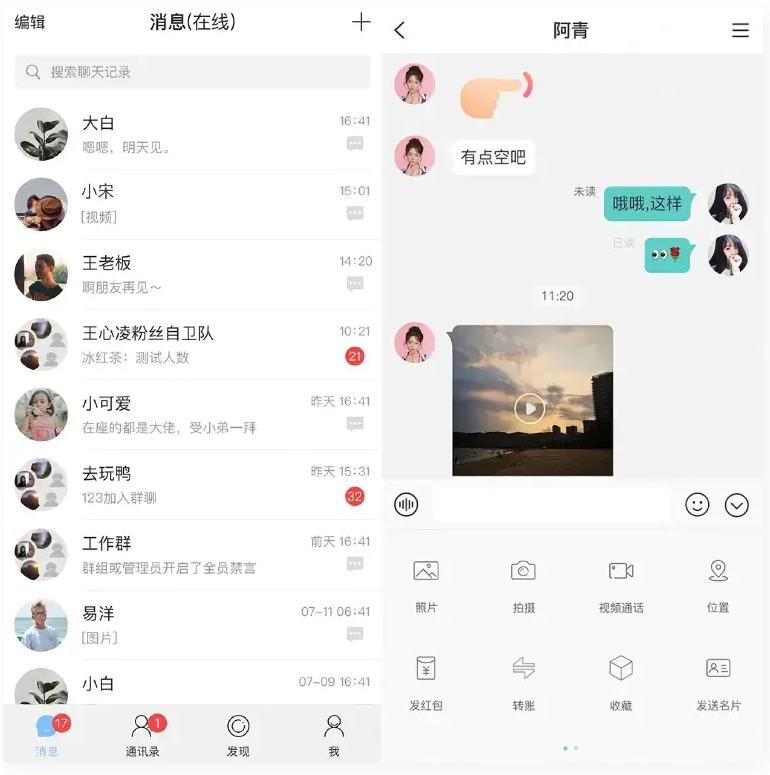 编辑
消息(在线)
搜索聊天记录
大白
16:41
嗯嗯，明天见。
小宋
15:01
[视频]
王老板
14:20
啊朋友再见～
王心凌粉丝自卫队
10:21
冰红茶：测试人数
21
小可爱
昨天 16:41
在座的都是大佬，受小弟一拜
去玩鸭
昨天 15:31
123加入群聊
32
工作群
前天 16:41
群组或管理员开启了全员禁言
易洋
07-11 06:41
[图片]
小白
07-09 16:41
17
消息
1
通讯录
发现
我
阿青
有点空吧
未读
哦哦,这样
已读
11:20
照片
拍摄
视频通话
位置
发红包
转账
收藏
发送名片